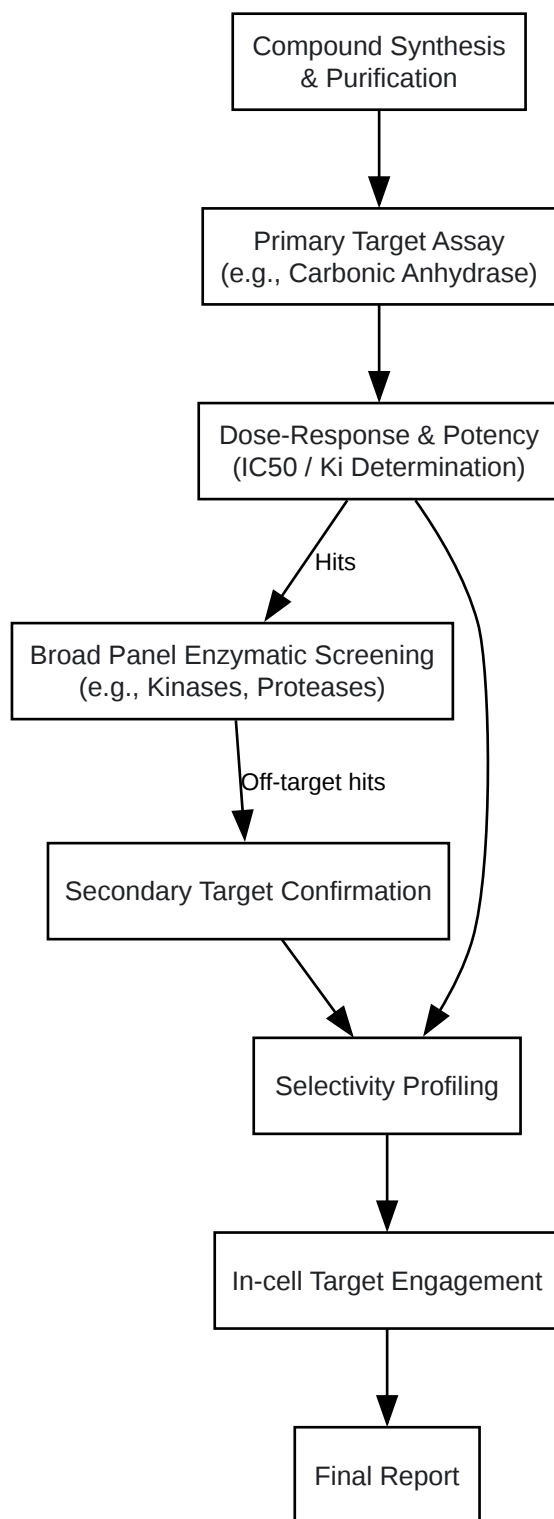 Compound Synthesis
& Purification
Primary Target Assay
(e.g., Carbonic Anhydrase)
Dose-Response & Potency
(IC50 / Ki Determination)
Hits
Broad Panel Enzymatic Screening
(e.g., Kinases, Proteases)
Off-target hits
Secondary Target Confirmation
Selectivity Profiling
In-cell Target Engagement
Final Report